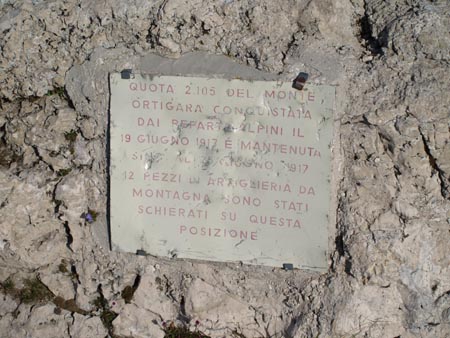 QUOTA 2.105 DEL MONTE
ORTIGARA CONQUISTATA
DAI REPARTI ALPINI IL
19 GIUGNO 1917 E MANTENUTA
GIUGNO 1917
12 PEZZI DI ARTIGLIERIA DA
MONTAGNA SONO STATI
SCHIERATI SU QUESTA
POSIZIONE